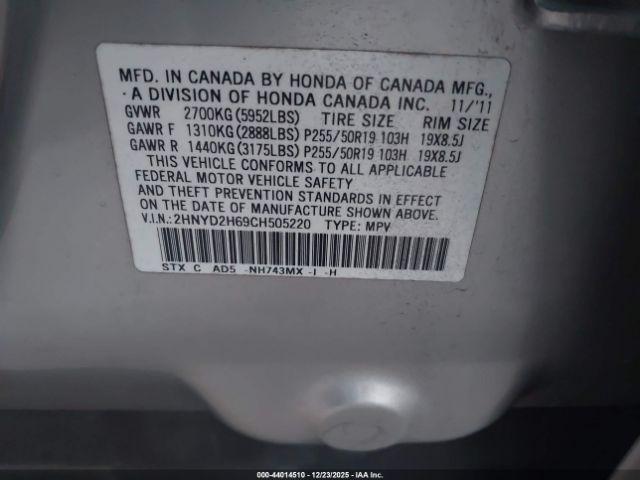 MFD. IN CANADA BY HONDA OF CANADA MFG.,
A DIVISION OF HONDA CANADA INC. 11/'11
GVWR 2700KG (5952LBS) TIRE SIZE RIM SIZE
GAWR F 1310KG (2888LBS) P255/50R19 103H 19X8.5J
GAWR R 1440KG (3175LBS) P255/50R19 103H 19X8.5J
THIS VEHICLE CONFORMS TO ALL APPLICABLE
FEDERAL MOTOR VEHICLE SAFETY
AND THEFT PREVENTION STANDARDS IN EFFECT
ON THE DATE OF MANUFACTURE SHOWN ABOVE.
V.I.N.: 2HNYD2H69CH505220 TYPE: MPV
STX C AD5 -NH743MX -I -H
000-44014510 - 12/23/2025 - IAA Inc.